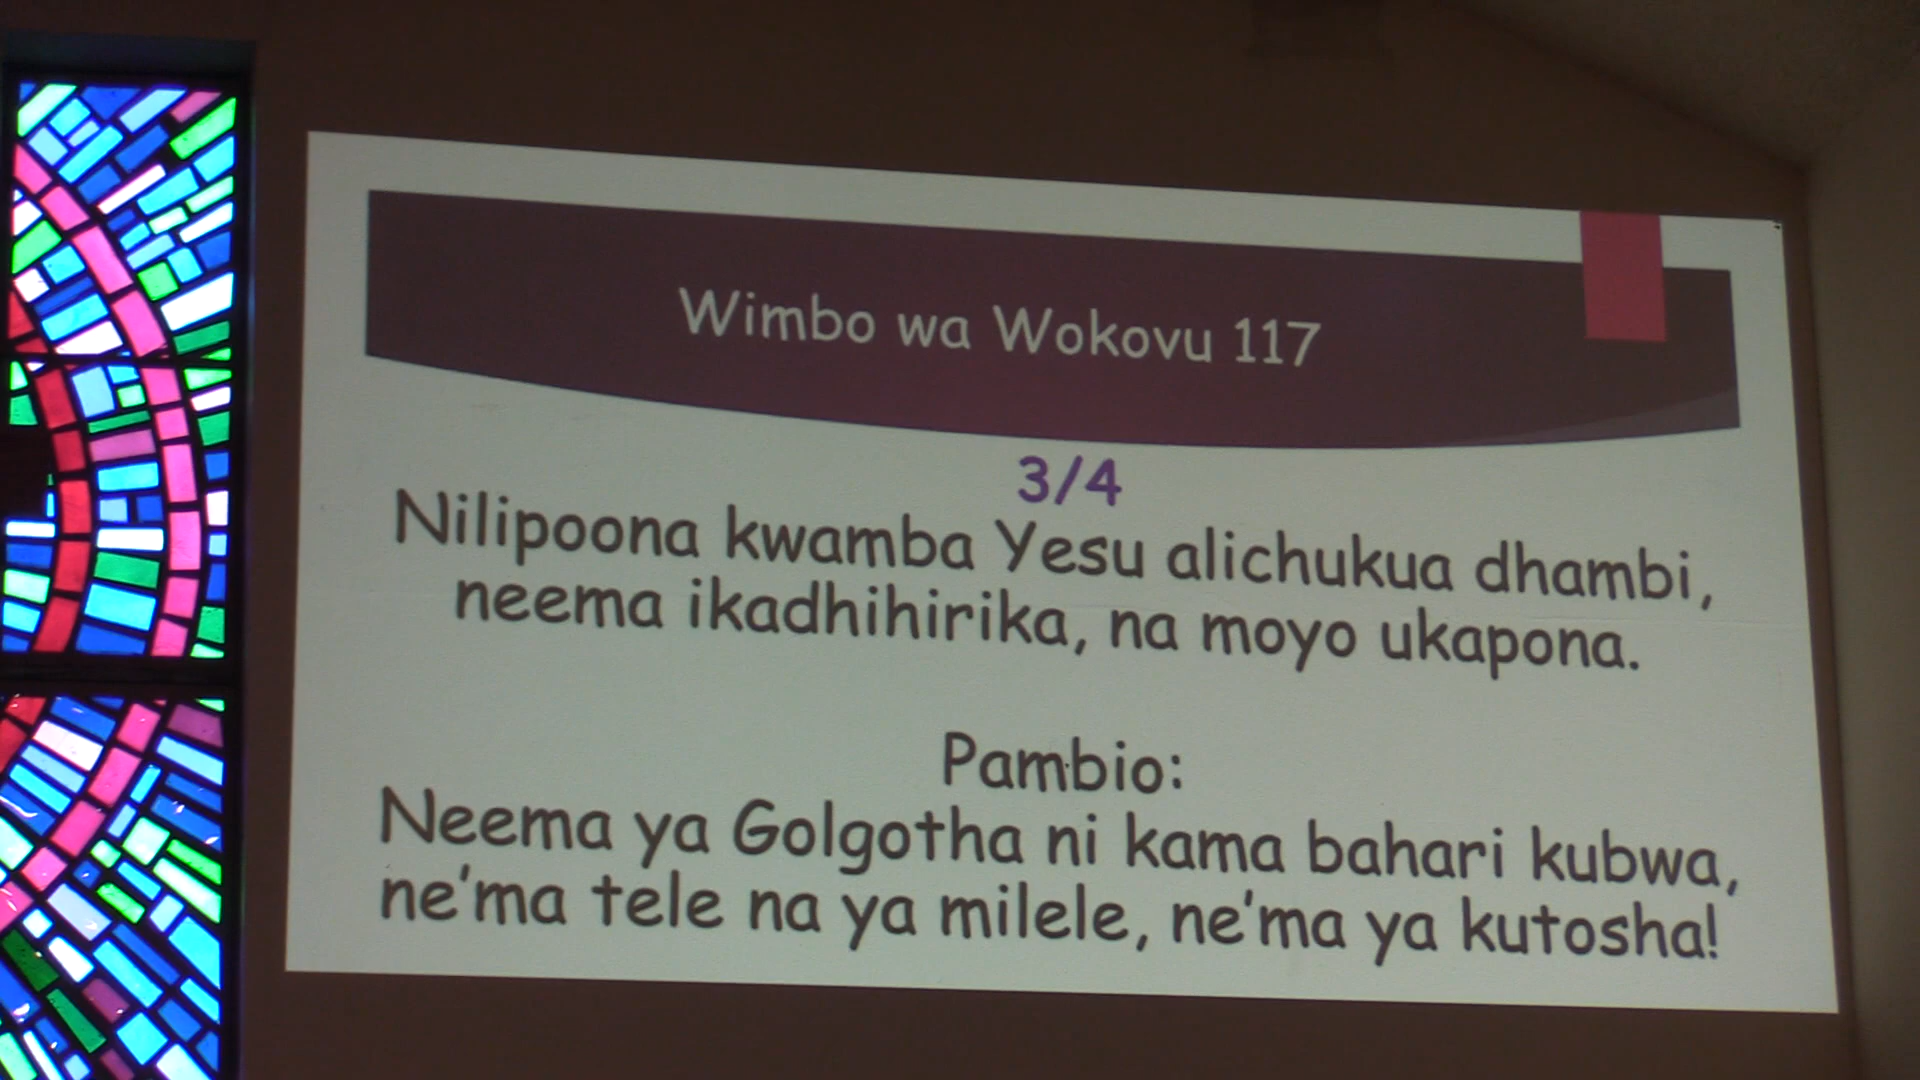 Wimbo wa Wokovu 117
3/4
Nilipoona kwamba Yesu alichukua dhambi,
neema ikadhihirika, na moyo ukapona.
Pambio:
Neema ya Golgotha ni kama bahari kubwa,
ne'ma tele na ya milele, ne'ma ya kutosha!